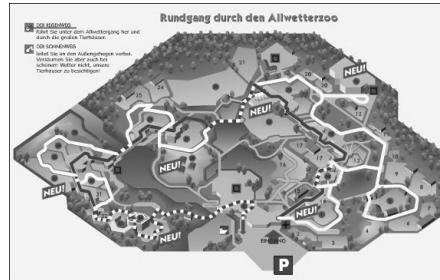 Rundgang durch den Allwetterzoo
DER REGENWEG
führt Sie unter dem Allwettergang her und
durch die großen Tierhäuser.
DER SONNENWEG
leitet Sie an den Außengehegen vorbei.
Versäumen Sie aber auch bei
schönem Wetter nicht, unsere
Tierhäuser zu besichtigen!
NEU!
NEU!
NEU!
NEU!
NEU!
NEU!
EINGANG
P